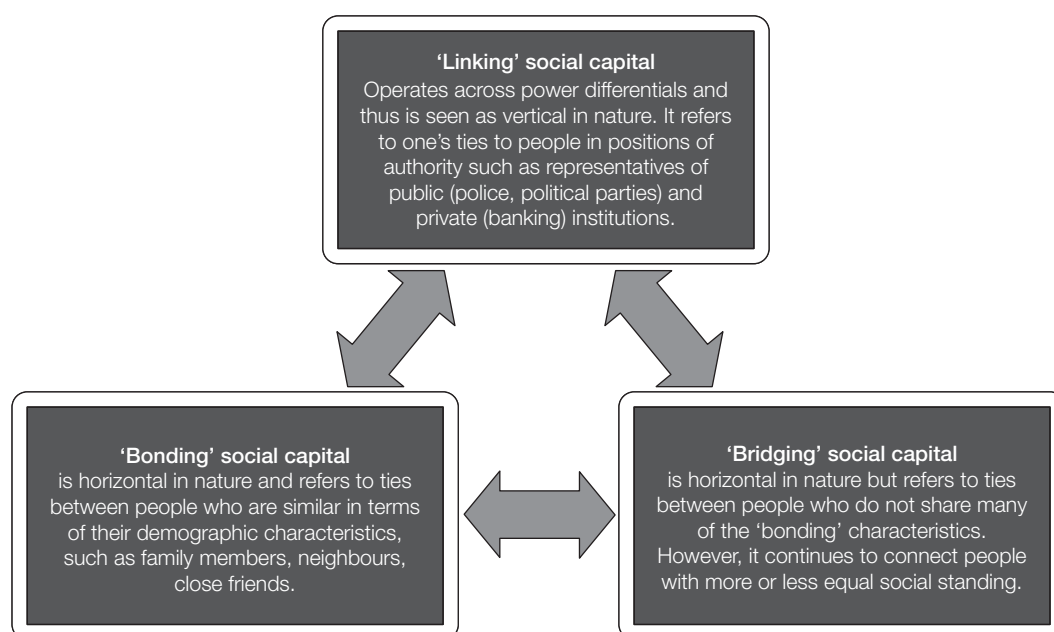 ‘Linking’ social capital
Operates across power differentials and
thus is seen as vertical in nature. It refers
to one’s ties to people in positions of
authority such as representatives of
public (police, political parties) and
private (banking) institutions.
‘Bonding’ social capital
is horizontal in nature and refers to ties
between people who are similar in terms
of their demographic characteristics,
such as family members, neighbours,
close friends.
‘Bridging’ social capital
is horizontal in nature but refers to ties
between people who do not share many
of the ‘bonding’ characteristics.
However, it continues to connect people
with more or less equal social standing.